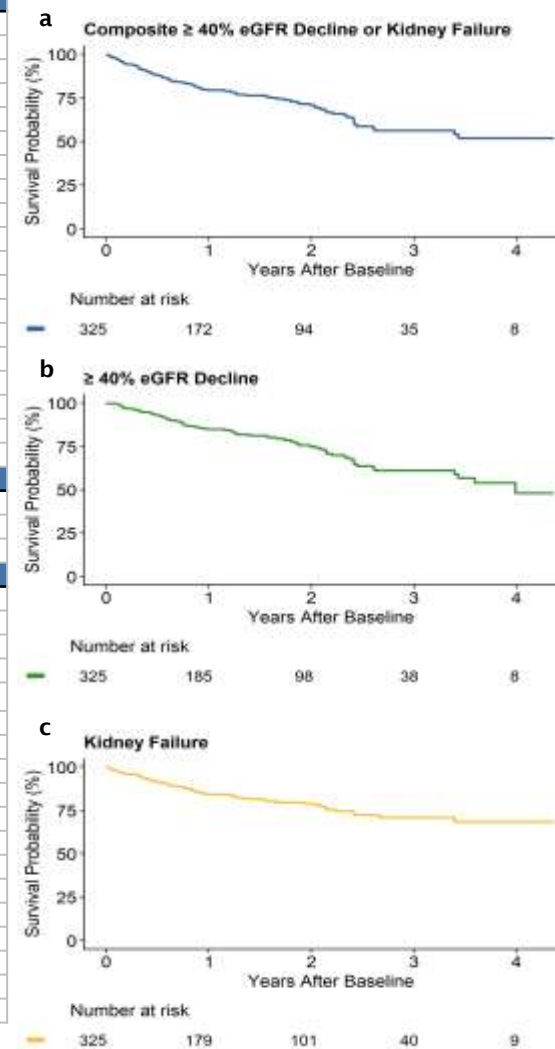 a
Composite ≥ 40% eGFR Decline or Kidney Failure
Survival Probability (%)
100
75
50
25
0
0 1 2 3 4
Years After Baseline
Number at risk
325 172 94 35 8
b
≥ 40% eGFR Decline
Survival Probability (%)
100
75
50
25
0
0 1 2 3 4
Years After Baseline
Number at risk
325 185 98 38 8
c
Kidney Failure
Survival Probability (%)
100
75
50
25
0
0 1 2 3 4
Years After Baseline
Number at risk
325 179 101 40 9